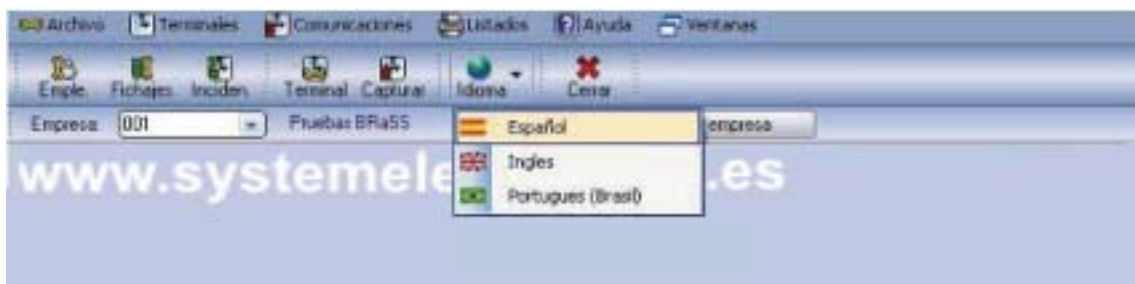 Archivo Terminales Comunicaciones Listados Ayuda Ventanas
Emple. Fichajes Inciden. Terminal Capturar Idioma Cerrar
Empresa: 001 Pruebas empresa
Español
www.systemele .es
Ingles
Portugues (Brasil)